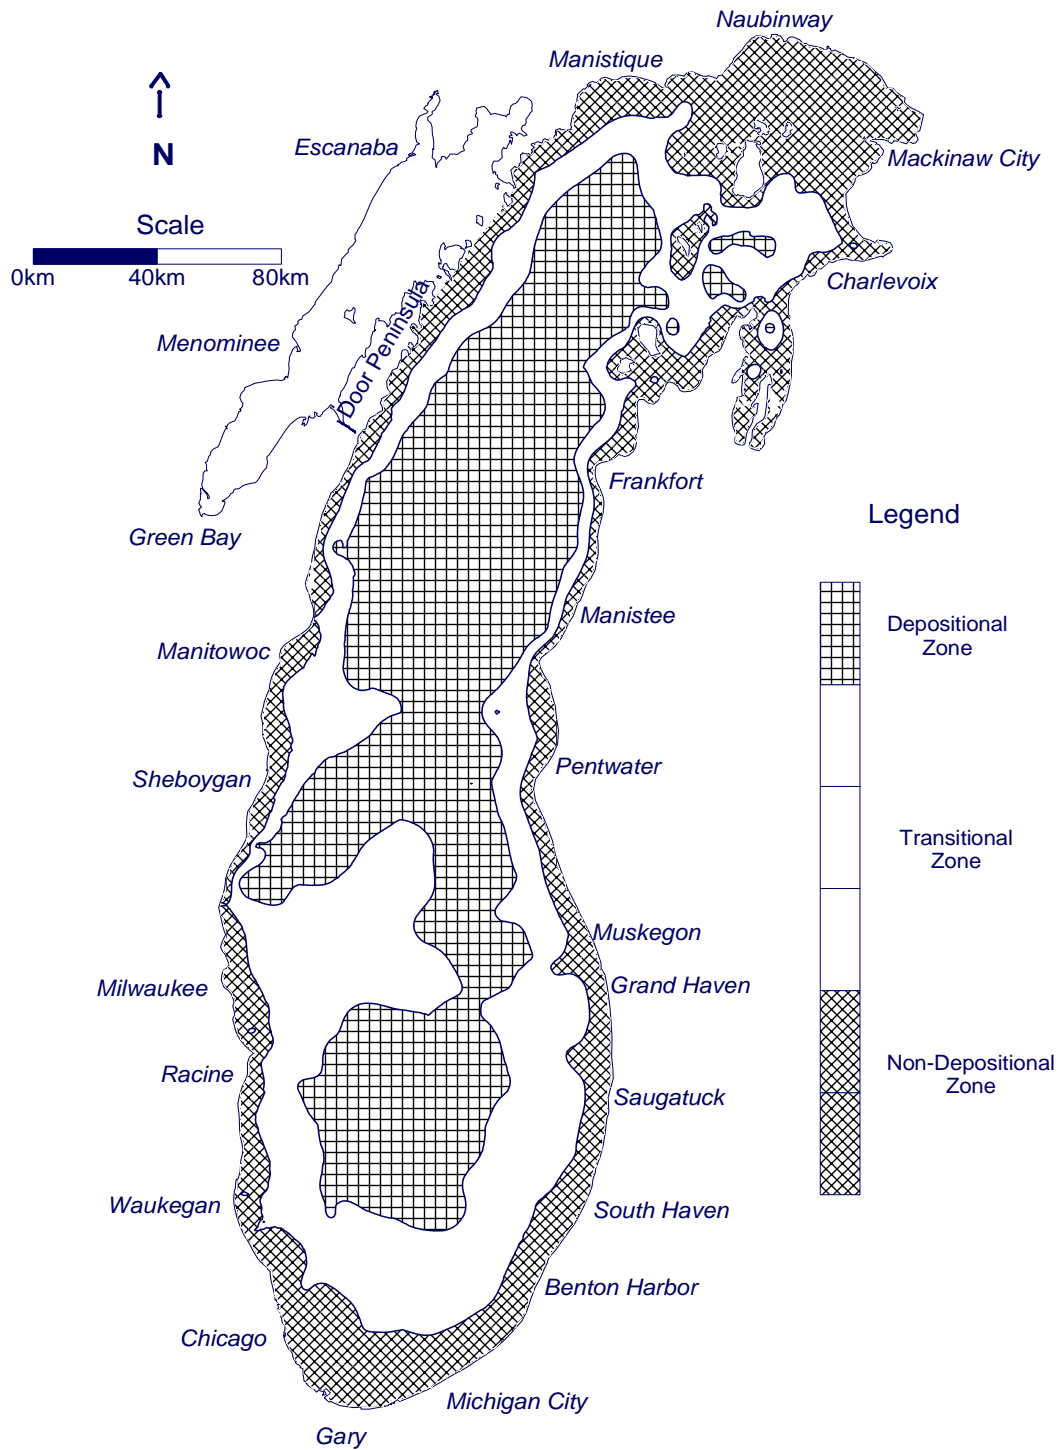 Naubinway
Manistique
Escanaba
N
Mackinaw City
Scale
0km
40km
80km
Charlevoix
Door Peninsula
Menominee
Frankfort
Legend
Green Bay
Manistee
Depositional
Zone
Manitowoc
Pentwater
Sheboygan
Transitional
Zone
Muskegon
Milwaukee
Grand Haven
Racine
Non-Depositional
Zone
Saugatuck
Waukegan
South Haven
Benton Harbor
Chicago
Michigan City
Gary